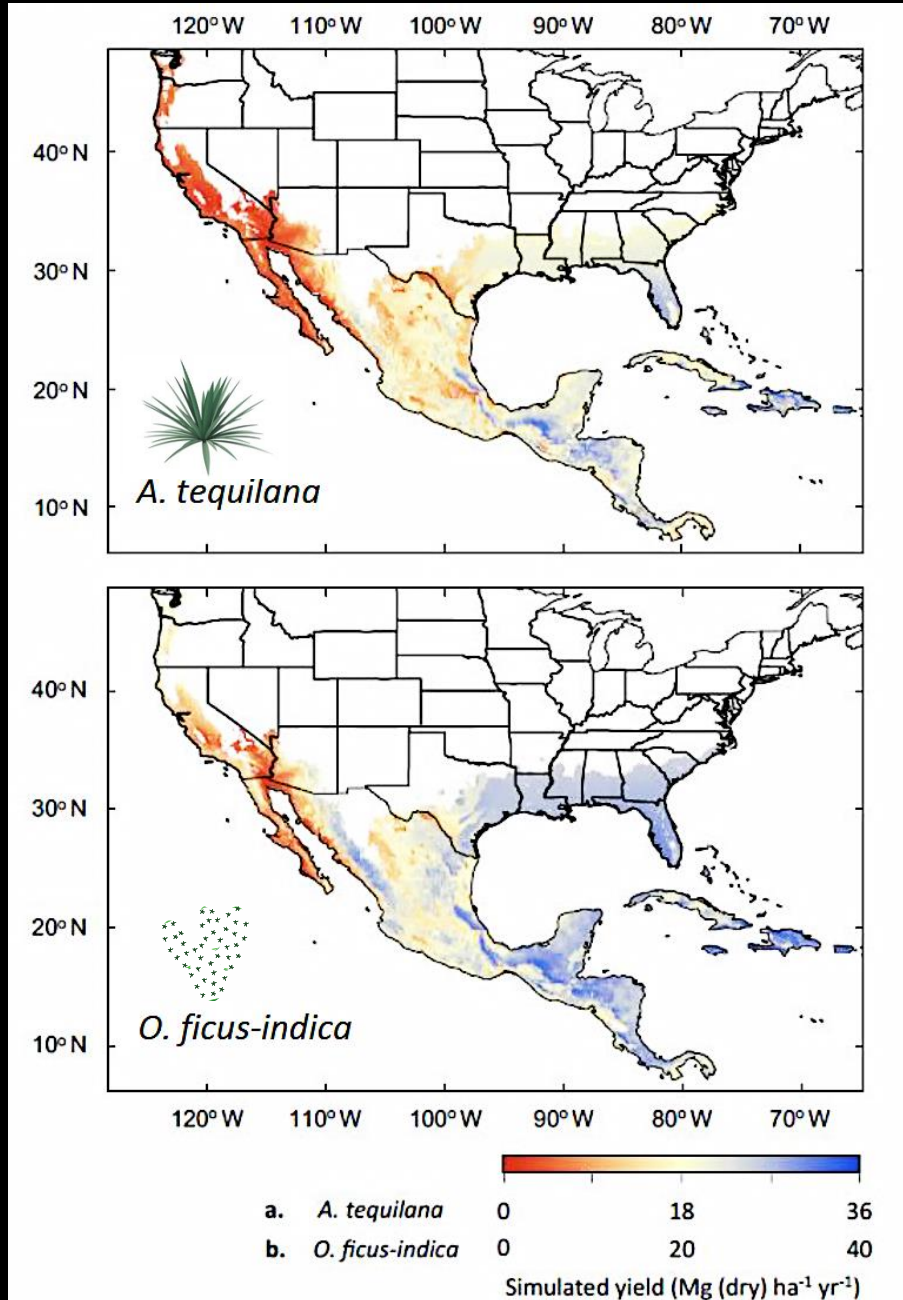 120° W 110° W 100° W 90° W 80° W 70° W
40° N
30° N
20° N
10° N
A. tequilana
40° N
30° N
20° N
10° N
O. ficus-indica
120° W 110° W 100° W 90° W 80° W 70° W
a. A. tequilana 0 18 36
b. O. ficus-indica 0 20 40
Simulated yield (Mg (dry) ha⁻¹ yr⁻¹)